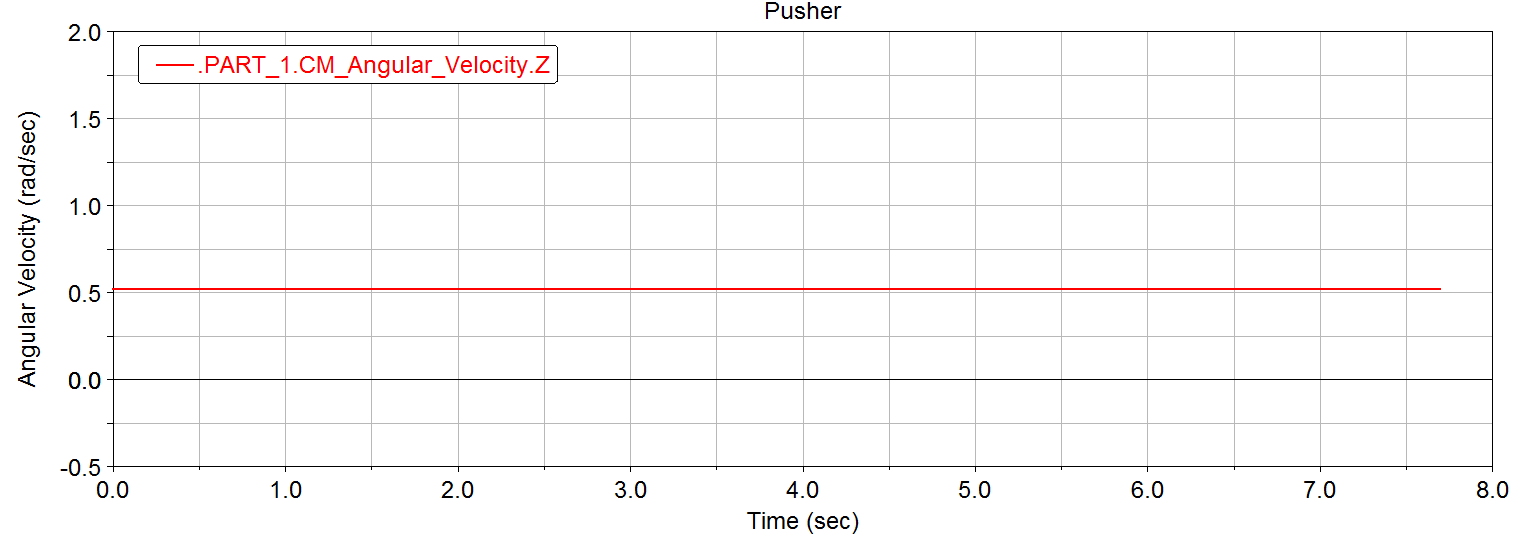 Pusher
.PART_1.CM_Angular_Velocity.Z
Angular Velocity (rad/sec)
2.0
1.5
1.0
0.5
0.0
-0.5
0.0 1.0 2.0 3.0 4.0 5.0 6.0 7.0 8.0
Time (sec)